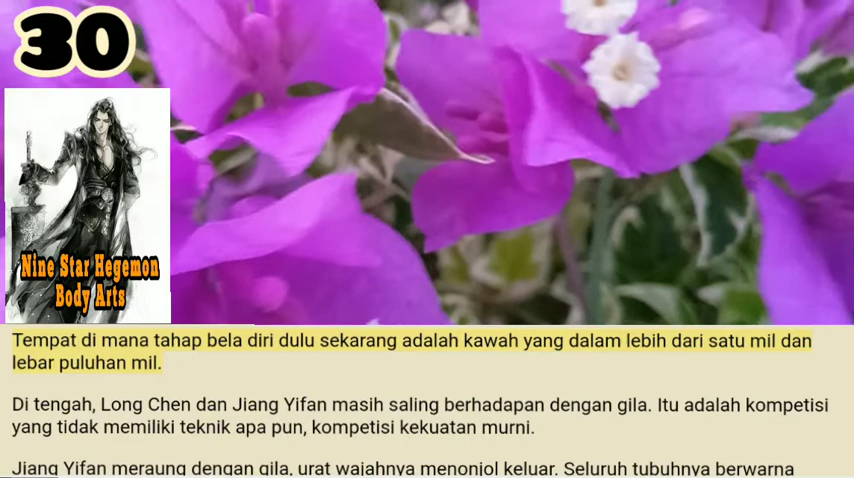 30
Nine Star Hegemon
Body Arts
Tempat di mana tahap bela diri dulu sekarang adalah kawah yang dalam lebih dari satu mil dan
lebar puluhan mil.
Di tengah, Long Chen dan Jiang Yifan masih saling berhadapan dengan gila. Itu adalah kompetisi
yang tidak memiliki teknik apa pun, kompetisi kekuatan murni.
Jiang Yifan meraung dengan gila, urat wajahnya menonjol keluar. Seluruh tubuhnya berwarna